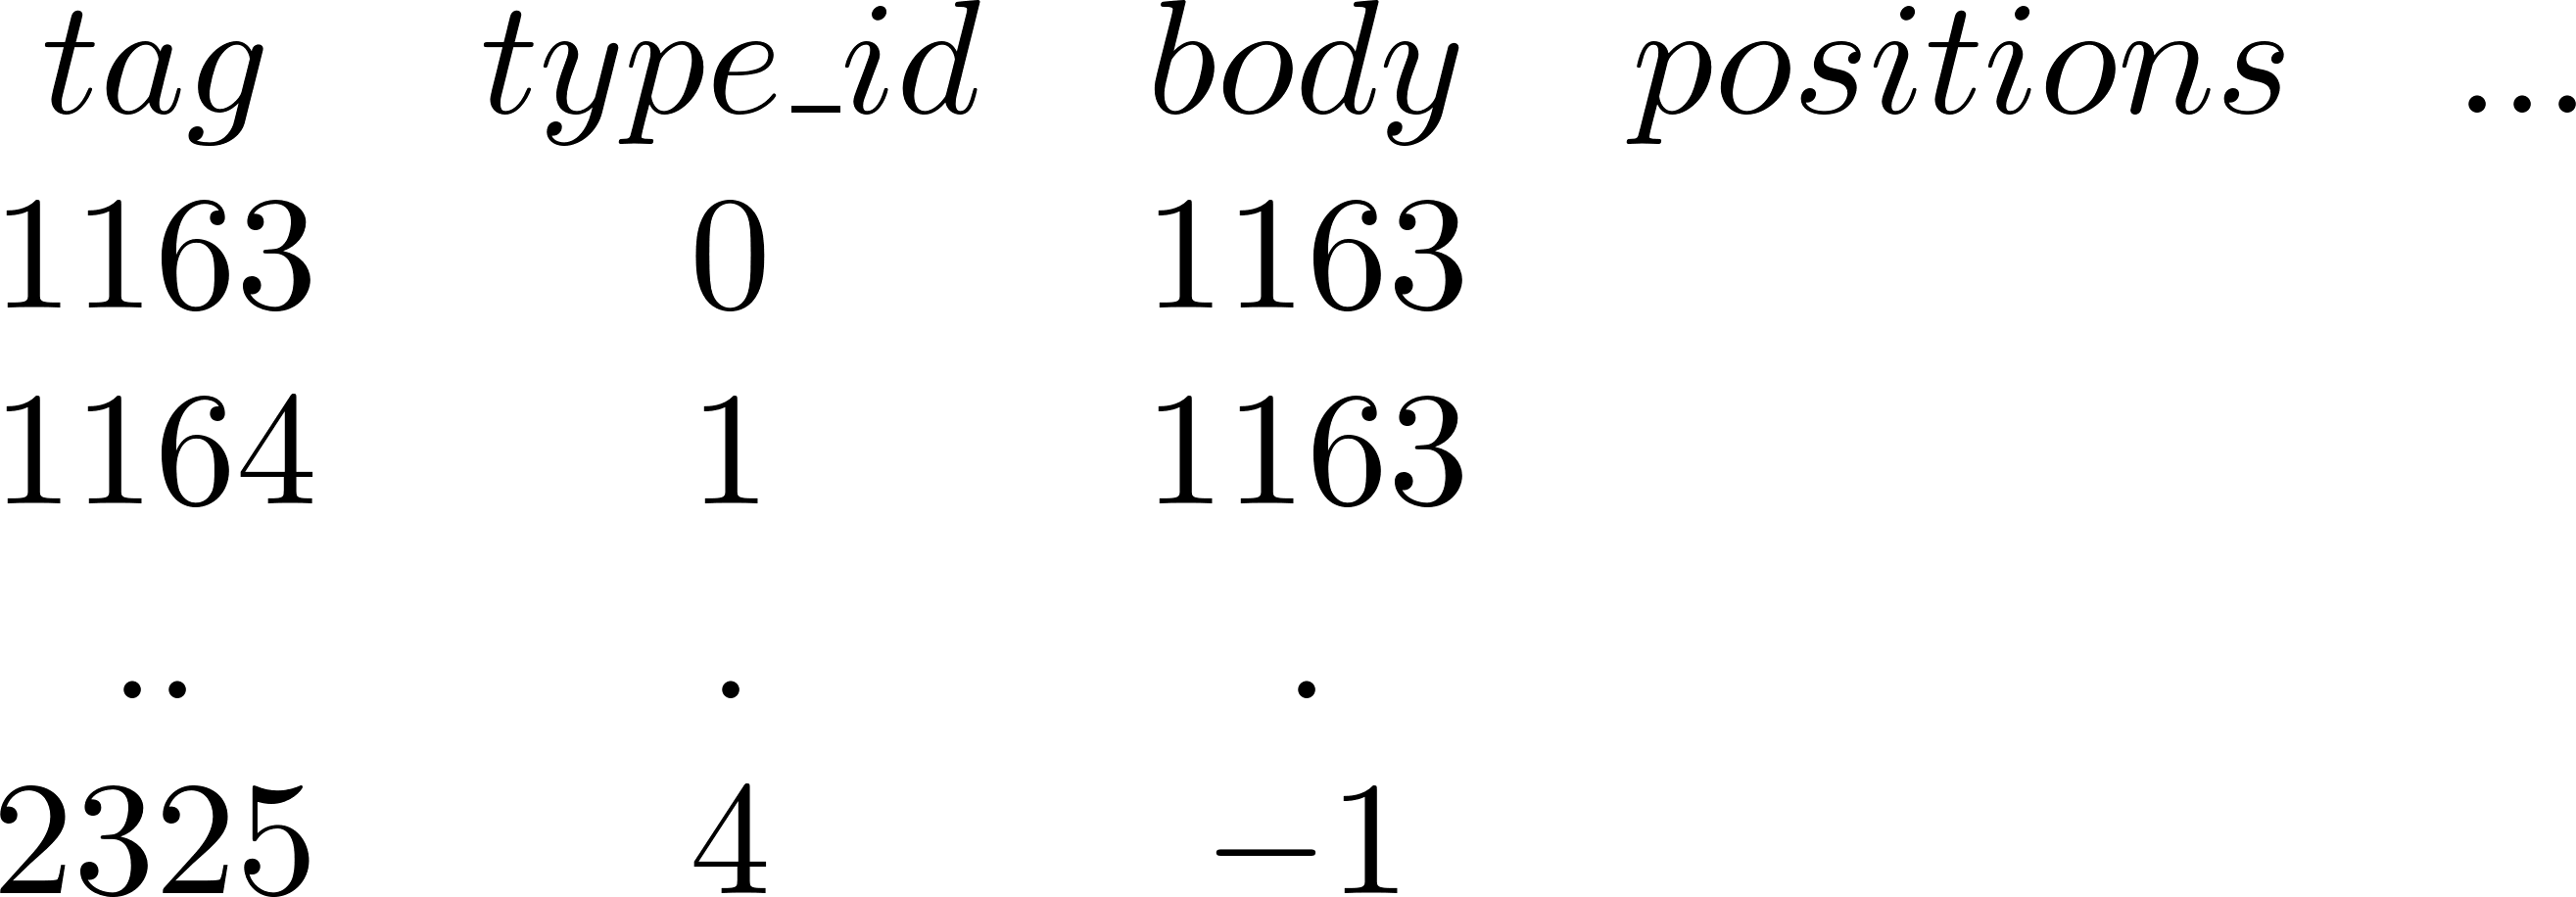 tag type_id body positions ...
1163 0 1163
1164 1 1163
.. . .
2325 4 −1